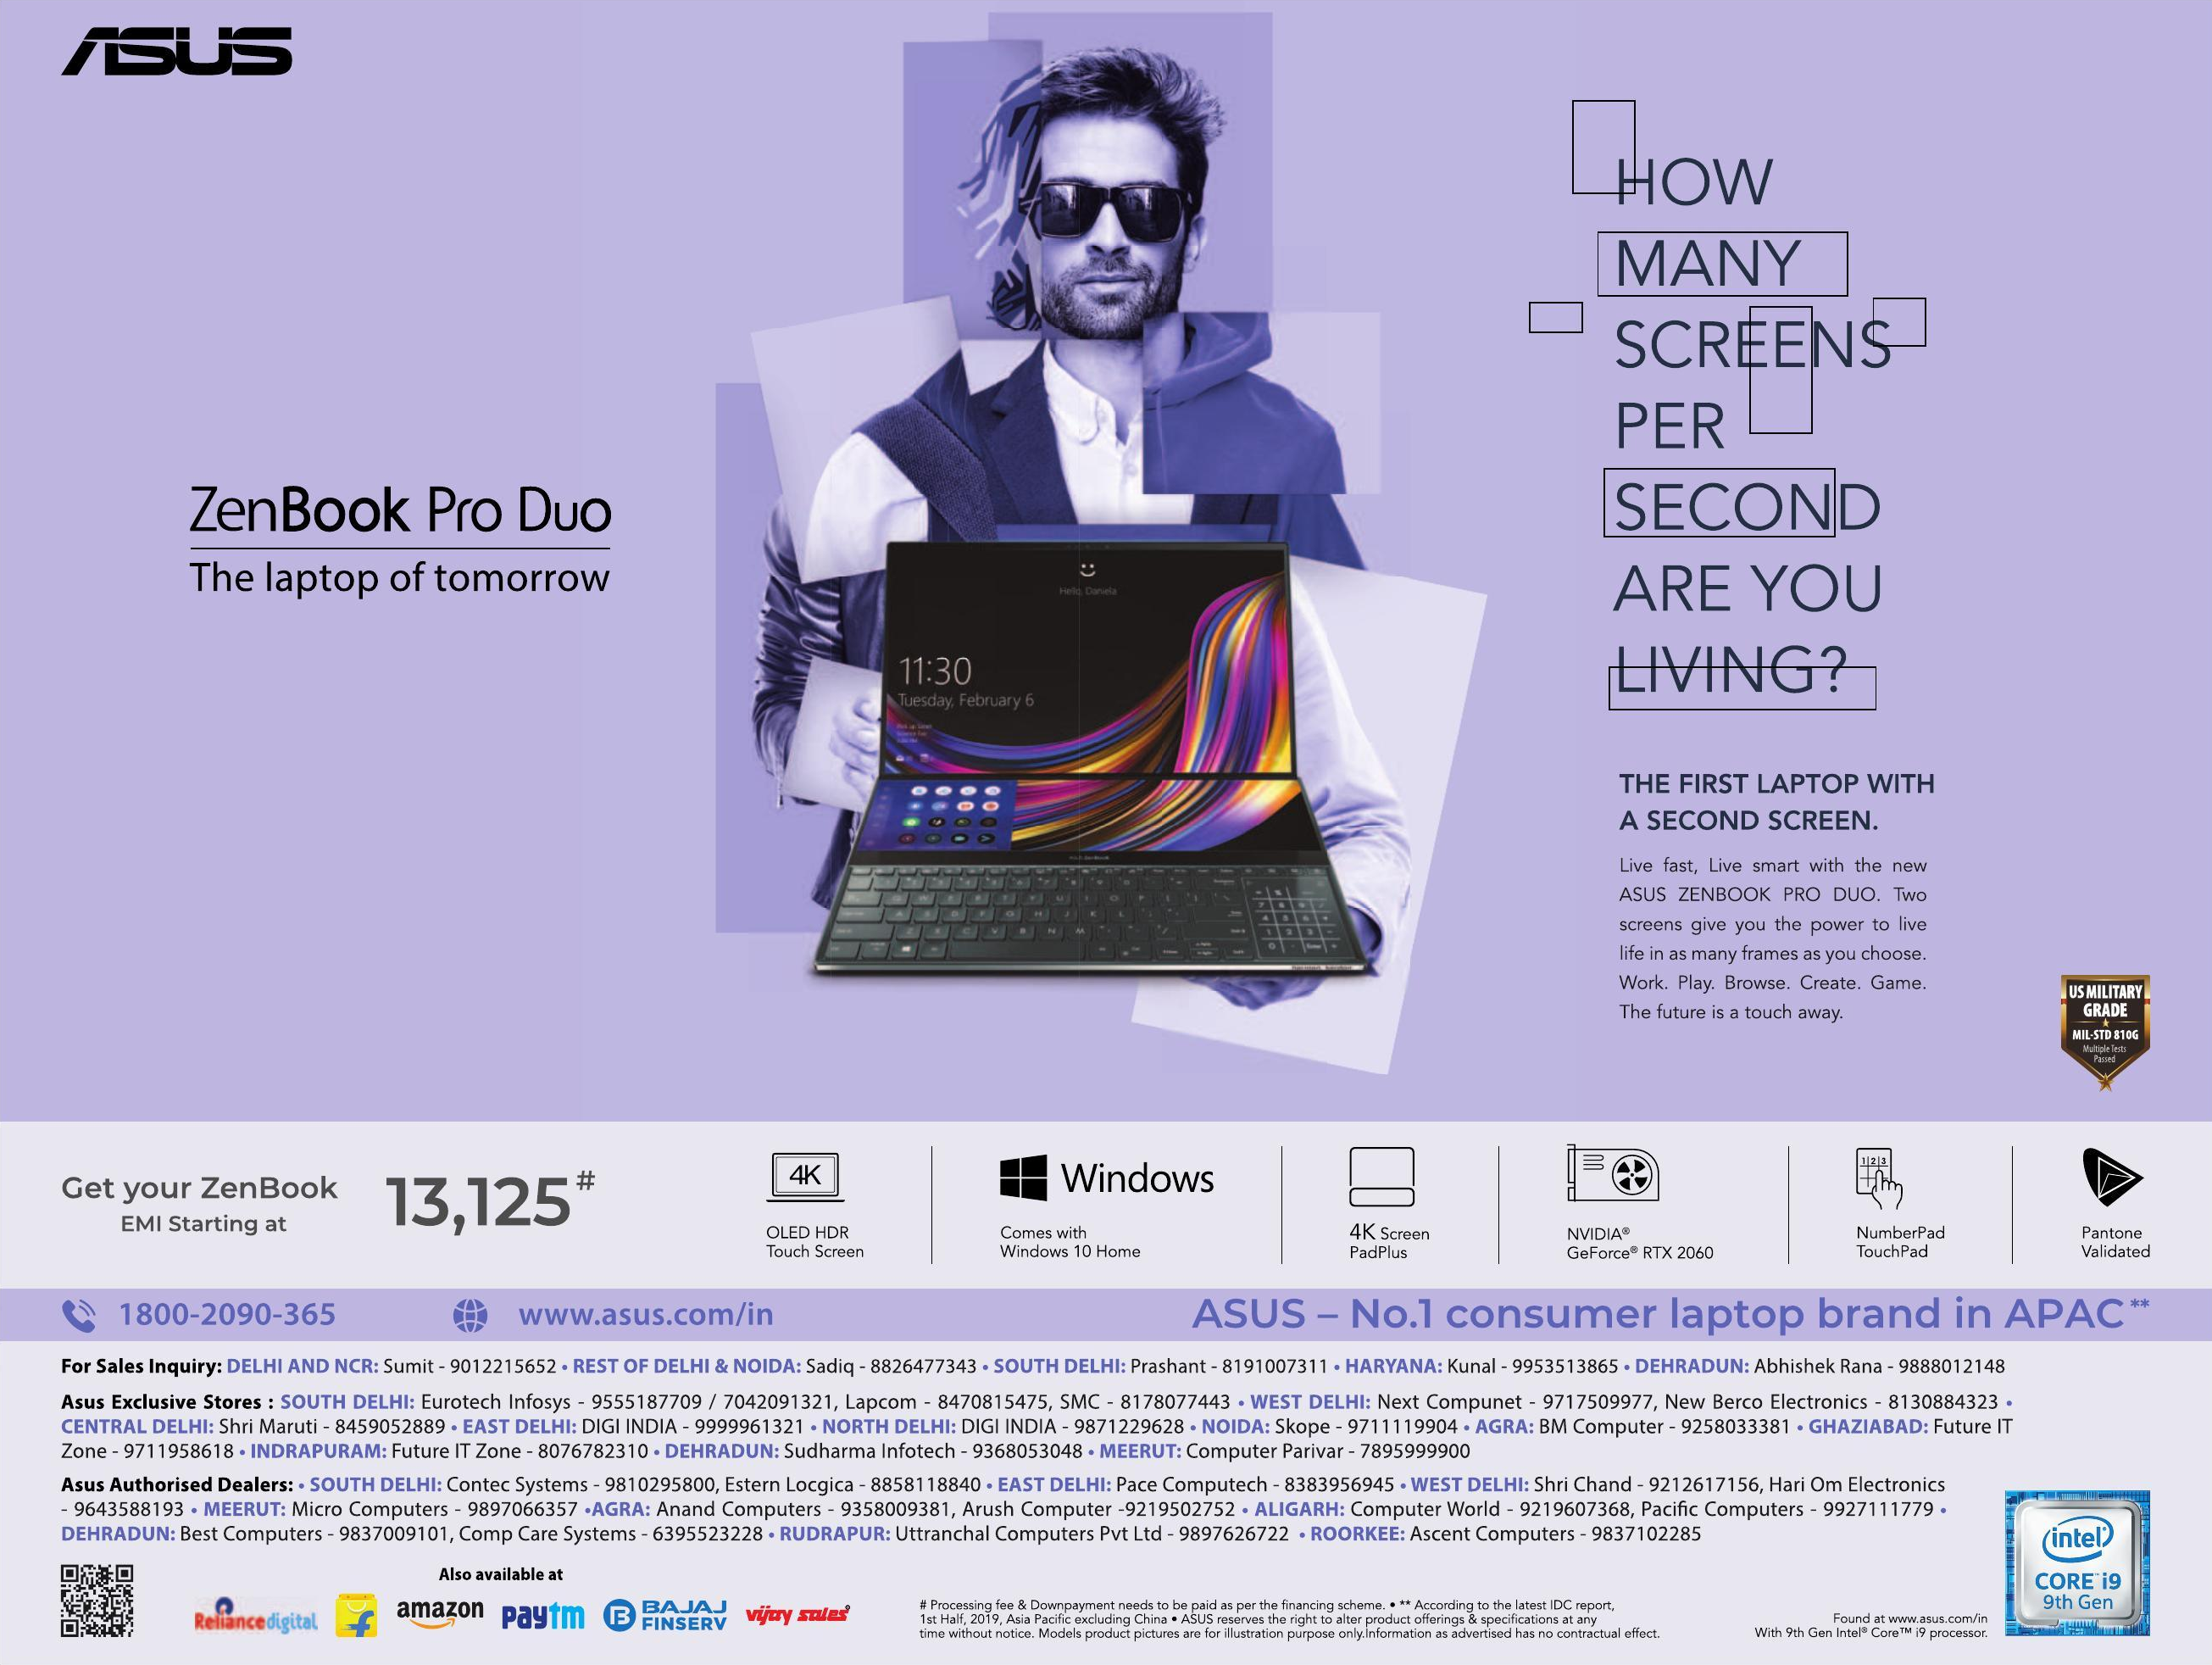 ASUS
HOW
MANY
SCREENS
PER
SECOND
ARE YOU
LIVING?
ZenBook Pro Duo
The laptop of tomorrow
Hello, Daniela
11:30
Tuesday, February 6
THE FIRST LAPTOP WITH
A SECOND SCREEN.
Live fast, Live smart with the new
ASUS ZENBOOK PRO DUO. Two
screens give you the power to live
life in as many frames as you choose.
Work. Play. Browse. Create. Game.
The future is a touch away.
US MILITARY
GRADE
MIL-STD 810G
Multiple Tests
Passed
Get your ZenBook
EMI Starting at
13,125#
4K
OLED HDR
Touch Screen
Windows
Comes with
Windows 10 Home
4K Screen
PadPlus
NVIDIA®
GeForce® RTX 2060
1 2 3
NumberPad
TouchPad
Pantone
Validated
1800-2090-365
www.asus.com/in
ASUS – No.1 consumer laptop brand in APAC**
For Sales Inquiry: DELHI AND NCR: Sumit - 9012215652 • REST OF DELHI & NOIDA: Sadiq - 8826477343 • SOUTH DELHI: Prashant - 8191007311 • HARYANA: Kunal - 9953513865 • DEHRADUN: Abhishek Rana - 9888012148
Asus Exclusive Stores : SOUTH DELHI: Eurotech Infosys - 9555187709 / 7042091321, Lapcom - 8470815475, SMC - 8178077443 • WEST DELHI: Next Compunet - 9717509977, New Berco Electronics - 8130884323 •
CENTRAL DELHI: Shri Maruti - 8459052889 • EAST DELHI: DIGI INDIA - 9999961321 • NORTH DELHI: DIGI INDIA - 9871229628 • NOIDA: Skope - 9711119904 • AGRA: BM Computer - 9258033381 • GHAZIABAD: Future IT
Zone - 9711958618 • INDRAPURAM: Future IT Zone - 8076782310 • DEHRADUN: Sudharma Infotech - 9368053048 • MEERUT: Computer Parivar - 7895999900
Asus Authorised Dealers: • SOUTH DELHI: Contec Systems - 9810295800, Estern Locgica - 8858118840 • EAST DELHI: Pace Computech - 8383956945 • WEST DELHI: Shri Chand - 9212617156, Hari Om Electronics
- 9643588193 • MEERUT: Micro Computers - 9897066357 •AGRA: Anand Computers - 9358009381, Arush Computer -9219502752 • ALIGARH: Computer World - 9219607368, Pacific Computers - 9927111779 •
DEHRADUN: Best Computers - 9837009101, Comp Care Systems - 6395523228 • RUDRAPUR: Uttranchal Computers Pvt Ltd - 9897626722 • ROORKEE: Ascent Computers - 9837102285
Also available at
Reliance digital
amazon
paytm
B BAJAJ
FINSERV
vijay sales
# Processing fee & Downpayment needs to be paid as per the financing scheme. • ** According to the latest IDC report,
1st Half, 2019, Asia Pacific excluding China • ASUS reserves the right to alter product offerings & specifications at any
time without notice. Models product pictures are for illustration purpose only.Information as advertised has no contractual effect.
Found at www.asus.com/in
With 9th Gen Intel® Core™ i9 processor.
intel
CORE™ i9
9th Gen